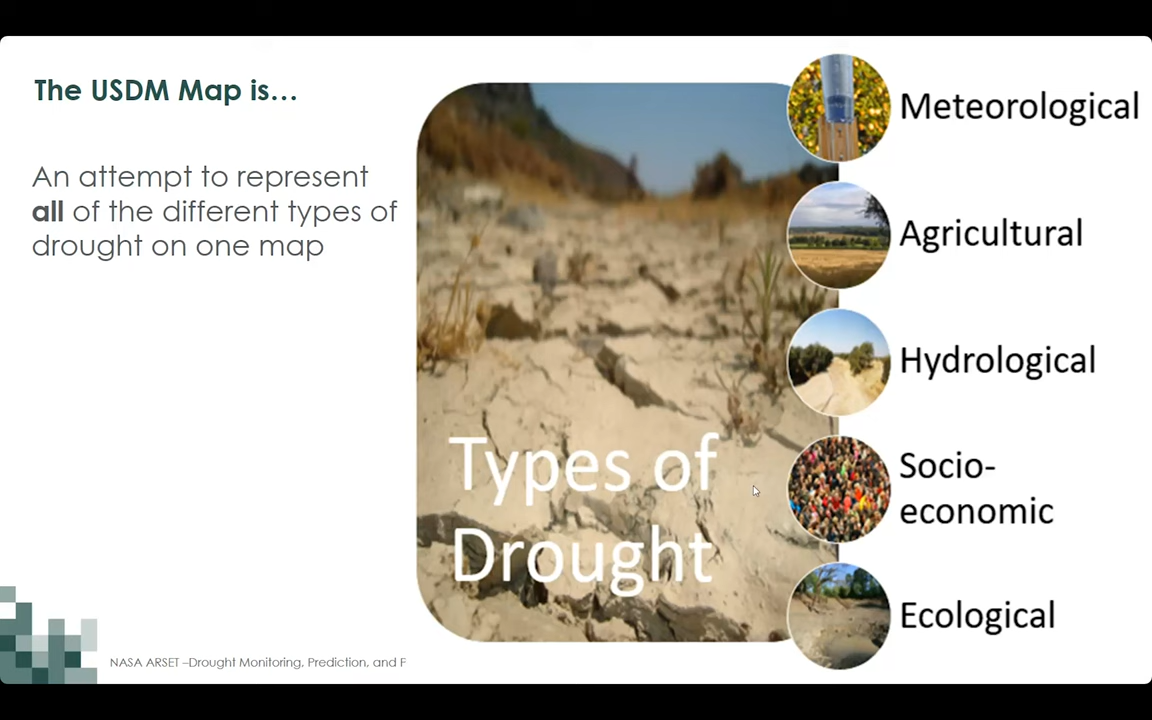 The USDM Map is...
An attempt to represent
all of the different types of
drought on one map
Types of
Drought
Meteorological
Agricultural
Hydrological
Socio-
economic
Ecological
NASA ARSET –Drought Monitoring, Prediction, and F